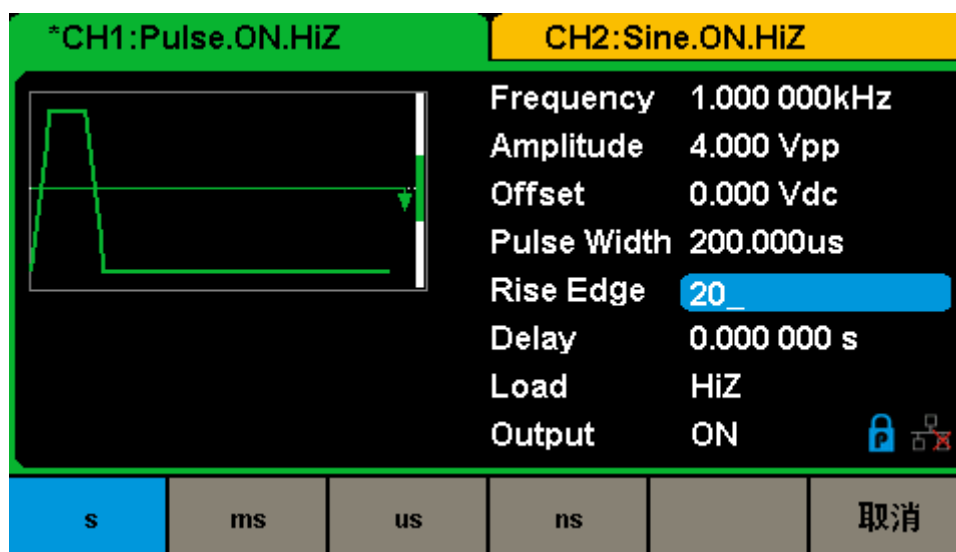 *CH1:Pulse.ON.HiZ CH2:Sine.ON.HiZ
Frequency 1.000 000kHz
Amplitude 4.000 Vpp
Offset 0.000 Vdc
Pulse Width 200.000us
Rise Edge 20_
Delay 0.000 000 s
Load HiZ
Output ON
s ms us ns 取消